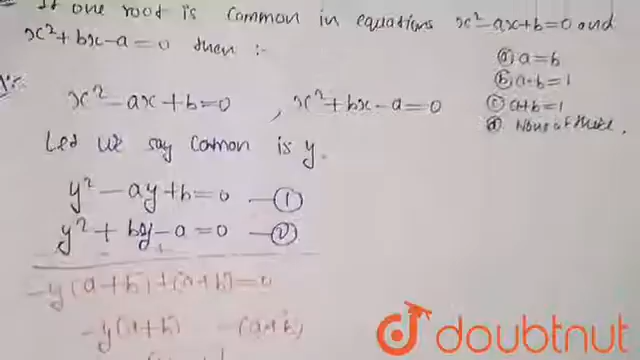 If one root is common in equations x²-ax+b=0 and
x²+bx-a=0 then :-
(a) a=b
(b) a-b=1
(c) a+b=1
(d) None of these.
x²-ax+b=0 , x²+bx-a=0
Let us say common is y.
y²-ay+b=0 —(1)
y²+by-a=0 —(2)
-y(a+b)+(a+b)=0
-y(a+b) -(a+b)
doubtnut